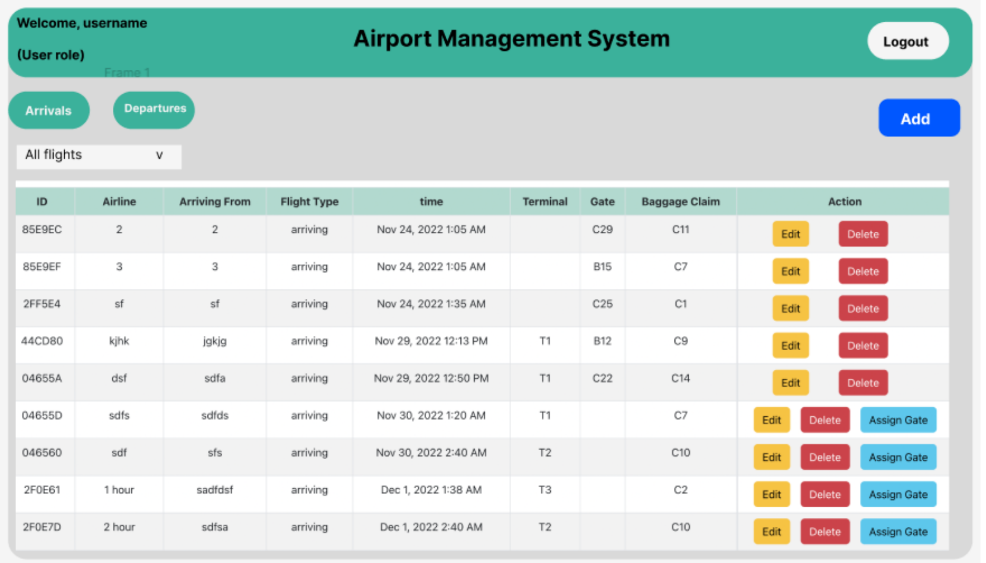 Welcome, username
(User role)
Airport Management System
Logout
Frame 1
Arrivals
Departures
Add
All flights v
ID Airline Arriving From Flight Type time Terminal Gate Baggage Claim Action
85E9EC 2 2 arriving Nov 24, 2022 1:05 AM C29 C11 Edit Delete
85E9EF 3 3 arriving Nov 24, 2022 1:05 AM B15 C7 Edit Delete
2FF5E4 sf sf arriving Nov 24, 2022 1:35 AM C25 C1 Edit Delete
44CD80 kjhk jgkjg arriving Nov 29, 2022 12:13 PM T1 B12 C9 Edit Delete
04655A dsf sdfa arriving Nov 29, 2022 12:50 PM T1 C22 C14 Edit Delete
04655D sdfs sdfds arriving Nov 30, 2022 1:20 AM T1 C7 Edit Delete Assign Gate
046560 sdf sfs arriving Nov 30, 2022 2:40 AM T2 C10 Edit Delete Assign Gate
2F0E61 1 hour sadfdsf arriving Dec 1, 2022 1:38 AM T3 C2 Edit Delete Assign Gate
2F0E7D 2 hour sdfsa arriving Dec 1, 2022 2:40 AM T2 C10 Edit Delete Assign Gate